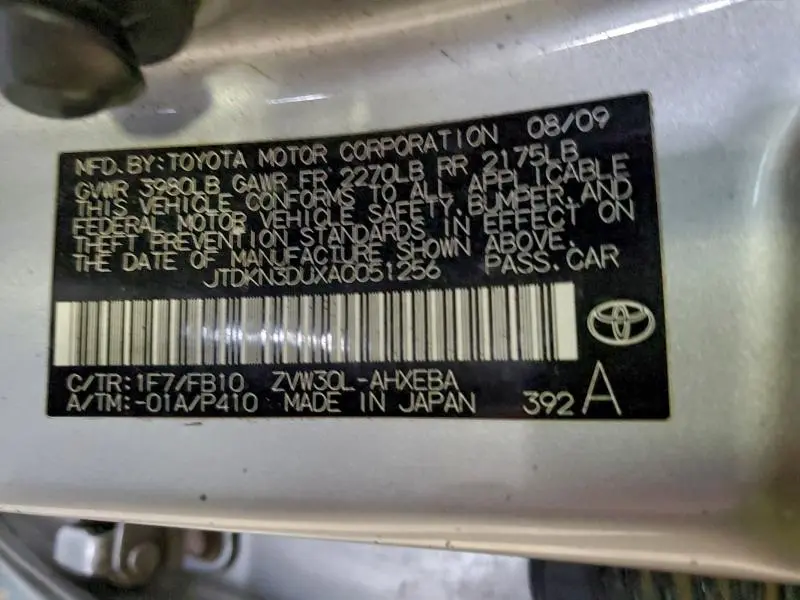 MFD.BY:TOYOTA MOTOR CORPORATION 08/09
GVWR 3980LB GAWR FR 2270LB RR 2175LB
THIS VEHICLE CONFORMS TO ALL APPLICABLE
FEDERAL MOTOR VEHICLE SAFETY,BUMPER,AND
THEFT PREVENTION STANDARDS IN EFFECT ON
THE DATE OF MANUFACTURE SHOWN ABOVE.
JTDKN3DUXA0051256 PASS.CAR
C/TR:1F7/FB10 ZVW30L-AHXEBA
A/TM:-01A/P410 MADE IN JAPAN 392 A